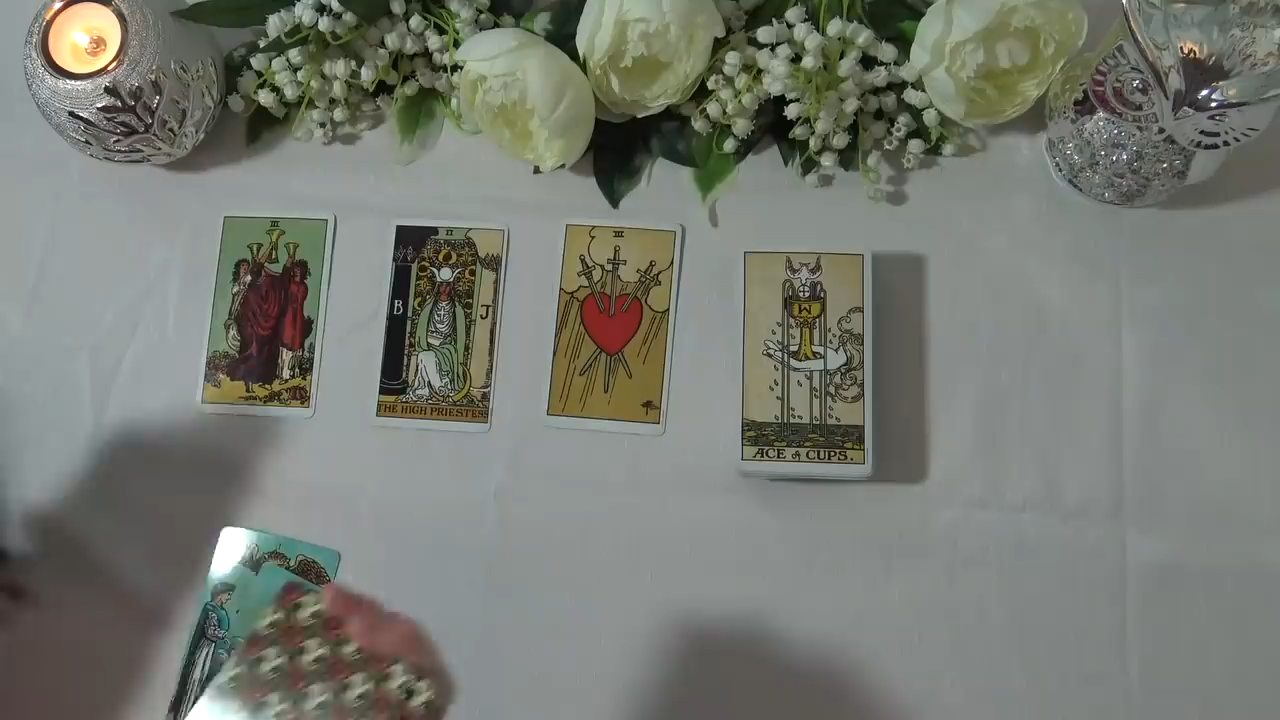 III
II
B
J
THE HIGH PRIESTESS
III
ACE of CUPS.